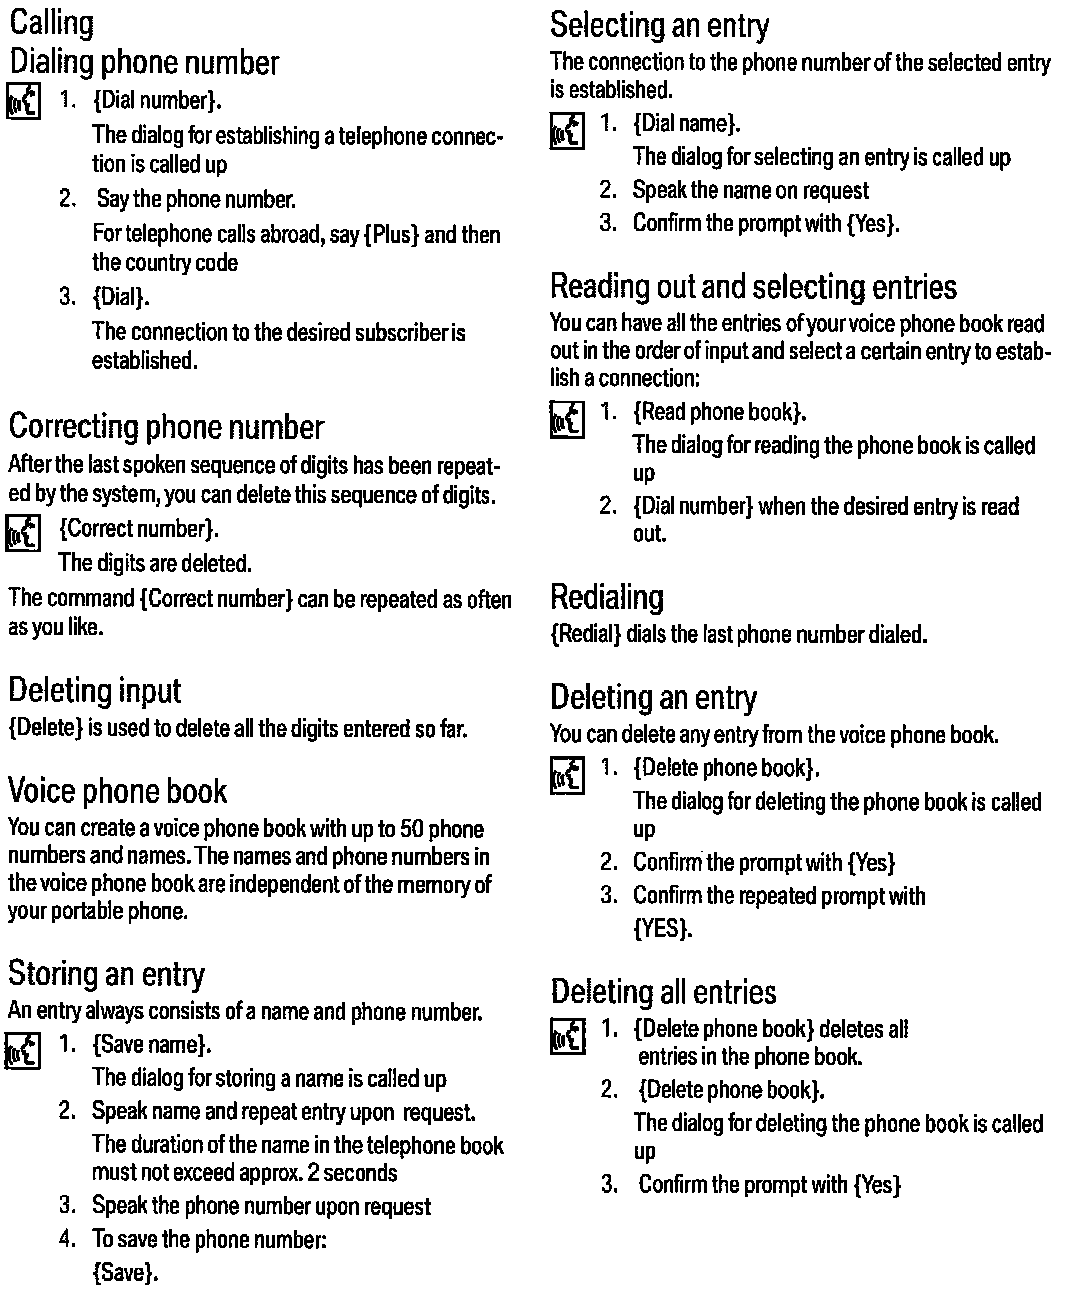 Calling
Dialing phone number
1. {Dial number}.
The dialog for establishing a telephone connec-
tion is called up
2. Say the phone number.
For telephone calls abroad, say {Plus} and then
the country code
3. {Dial}.
The connection to the desired subscriber is
established.
Correcting phone number
After the last spoken sequence of digits has been repeat-
ed by the system, you can delete this sequence of digits.
{Correct number}.
The digits are deleted.
The command {Correct number} can be repeated as often
as you like.
Deleting input
{Delete} is used to delete all the digits entered so far.
Voice phone book
You can create a voice phone book with up to 50 phone
numbers and names. The names and phone numbers in
the voice phone book are independent of the memory of
your portable phone.
Storing an entry
An entry always consists of a name and phone number.
1. {Save name}.
The dialog for storing a name is called up
2. Speak name and repeat entry upon request.
The duration of the name in the telephone book
must not exceed approx. 2 seconds
3. Speak the phone number upon request
4. To save the phone number:
{Save}.
Selecting an entry
The connection to the phone number of the selected entry
is established.
1. {Dial name}.
The dialog for selecting an entry is called up
2. Speak the name on request
3. Confirm the prompt with {Yes}.
Reading out and selecting entries
You can have all the entries of your voice phone book read
out in the order of input and select a certain entry to estab-
lish a connection:
1. {Read phone book}.
The dialog for reading the phone book is called
up
2. {Dial number} when the desired entry is read
out.
Redialing
{Redial} dials the last phone number dialed.
Deleting an entry
You can delete any entry from the voice phone book.
1. {Delete phone book}.
The dialog for deleting the phone book is called
up
2. Confirm the prompt with {Yes}
3. Confirm the repeated prompt with
{YES}.
Deleting all entries
1. {Delete phone book} deletes all
entries in the phone book.
2. {Delete phone book}.
The dialog for deleting the phone book is called
up
3. Confirm the prompt with {Yes}